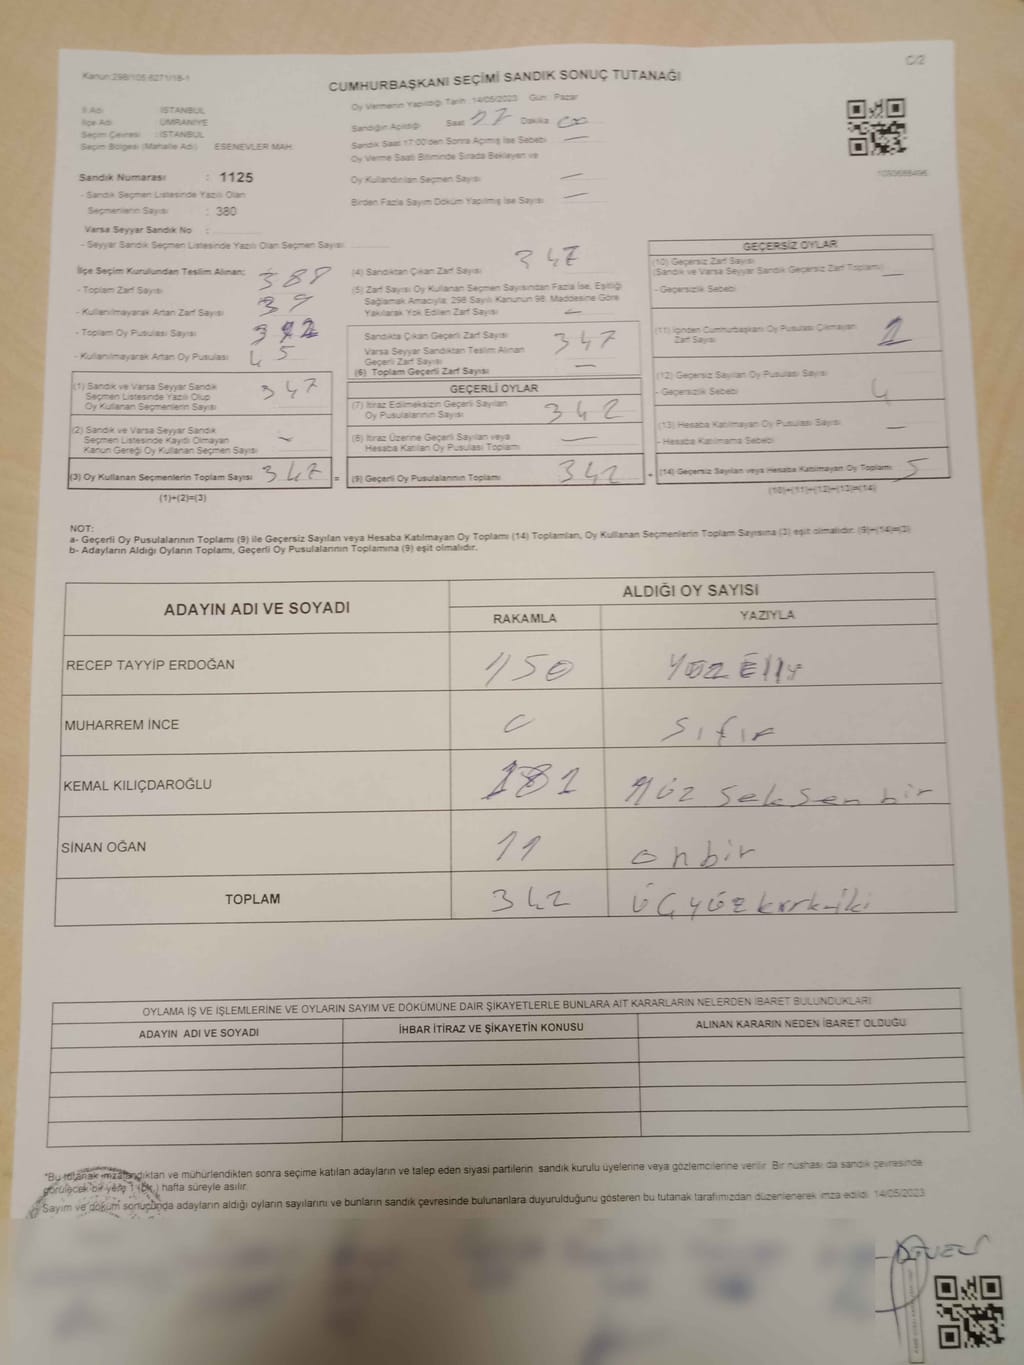 C/2
Kanun:298/105,6271/18-1
CUMHURBAŞKANI SEÇİMİ SANDIK SONUÇ TUTANAĞI
İl Adı : İSTANBUL
İlçe Adı : ÜMRANİYE
Seçim Çevresi : İSTANBUL
Seçim Bölgesi (Mahalle Adı) ESENEVLER MAH.
Sandık Numarası : 1125
- Sandık Seçmen Listesinde Yazılı Olan
Seçmenlerin Sayısı : 380
Varsa Seyyar Sandık No :
- Seyyar Sandık Seçmen Listesinde Yazılı Olan Seçmen Sayısı:
Oy Vermenin Yapıldığı Tarih : 14/05/2023 Gün : Pazar
Sandığın Açıldığı Saat 17 Dakika 00
Sandık Saat 17:00'den Sonra Açımış İse Sebebi —
Oy Verme Saati Bitiminde Sırada Bekleyen ve
Oy Kullandırılan Seçmen Sayısı —
Birden Fazla Sayım Döküm Yapılmış İse Sayısı —
İlçe Seçim Kurulundan Teslim Alınan;
- Toplam Zarf Sayısı 388
- Kullanılmayarak Artan Zarf Sayısı
- Toplam Oy Pusulası Sayısı
- Kullanılmayarak Artan Oy Pusulası 45
(1) Sandık ve Varsa Seyyar Sandık
Seçmen Listesinde Yazılı Olup
Oy Kullanan Seçmenlerin Sayısı 347
(2) Sandık ve Varsa Seyyar Sandık
Seçmen Listesinde Kaydı Olmayan
Kanun Gereği Oy Kullanan Seçmen Sayısı —
(3) Oy Kullanan Seçmenlerin Toplam Sayısı 347 =
(1)+(2)=(3)
(4) Sandıktan Çıkan Zarf Sayısı 347
(5) Zarf Sayısı Oy Kullanan Seçmen Sayısından Fazla İse, Eşitliği
Sağlamak Amacıyla; 298 Sayılı Kanunun 98. Maddesine Göre
Yakılarak Yok Edilen Zarf Sayısı —
Sandıkta Çıkan Geçerli Zarf Sayısı 347
Varsa Seyyar Sandıktan Teslim Alınan
Geçerli Zarf Sayısı —
(6) Toplam Geçerli Zarf Sayısı
GEÇERLİ OYLAR
(7) İtiraz Edilmeksizin Geçerli Sayılan
Oy Pusulalarının Sayısı 342
(8) İtiraz Üzerine Geçerli Sayılan veya
Hesaba Katılan Oy Pusulası Toplamı —
(9) Geçerli Oy Pusulalarının Toplamı 342 +
GEÇERSİZ OYLAR
(10) Geçersiz Zarf Sayısı
(Sandık ve Varsa Seyyar Sandık Geçersiz Zarf Toplamı) —
- Geçersizlik Sebebi:
(11) İçinden Cumhurbaşkanı Oy Pusulası Çıkmayan
Zarf Sayısı 1
(12) Geçersiz Sayılan Oy Pusulası Sayısı
- Geçersizlik Sebebi: 4
(13) Hesaba Katılmayan Oy Pusulası Sayısı —
- Hesaba Katılmama Sebebi:
(14) Geçersiz Sayılan veya Hesaba Katılmayan Oy Toplamı 5
(10)+(11)+(12)+(13)=(14)
NOT:
a- Geçerli Oy Pusulalarının Toplamı (9) ile Geçersiz Sayılan veya Hesaba Katılmayan Oy Toplamı (14) Toplamları, Oy Kullanan Seçmenlerin Toplam Sayısına (3) eşit olmalıdır. (9)+(14)=(3)
b- Adayların Aldığı Oyların Toplamı, Geçerli Oy Pusulalarının Toplamına (9) eşit olmalıdır.
ADAYIN ADI VE SOYADI
ALDIĞI OY SAYISI
RAKAMLA YAZIYLA
RECEP TAYYİP ERDOĞAN 150 Yüz Elly
MUHARREM İNCE 0 sıfır
KEMAL KILIÇDAROĞLU 181 Yüz seksen bir
SİNAN OĞAN 11 onbir
TOPLAM 342 üçyüzkırkiki
OYLAMA İŞ VE İŞLEMLERİNE VE OYLARIN SAYIM VE DÖKÜMÜNE DAİR ŞİKAYETLERLE BUNLARA AİT KARARLARIN NELERDEN İBARET BULUNDUKLARI
ADAYIN ADI VE SOYADI İHBAR İTİRAZ VE ŞİKAYETİN KONUSU ALINAN KARARIN NEDEN İBARET OLDUĞU
*Bu tutanak imzalandıktan ve mühürlendikten sonra seçime katılan adayların ve talep eden siyasi partilerin sandık kurulu üyelerine veya gözlemcilerine verilir. Bir nüshası da sandık çevresinde
görülecek bir yere 1 (bir) hafta süreyle asılır.
Sayım ve döküm sonucunda adayların aldığı oyların sayılarını ve bunların sandık çevresinde bulunanlara duyurulduğunu gösteren bu tutanak tarafımızdan düzenlenerek imza edildi. 14/05/2023